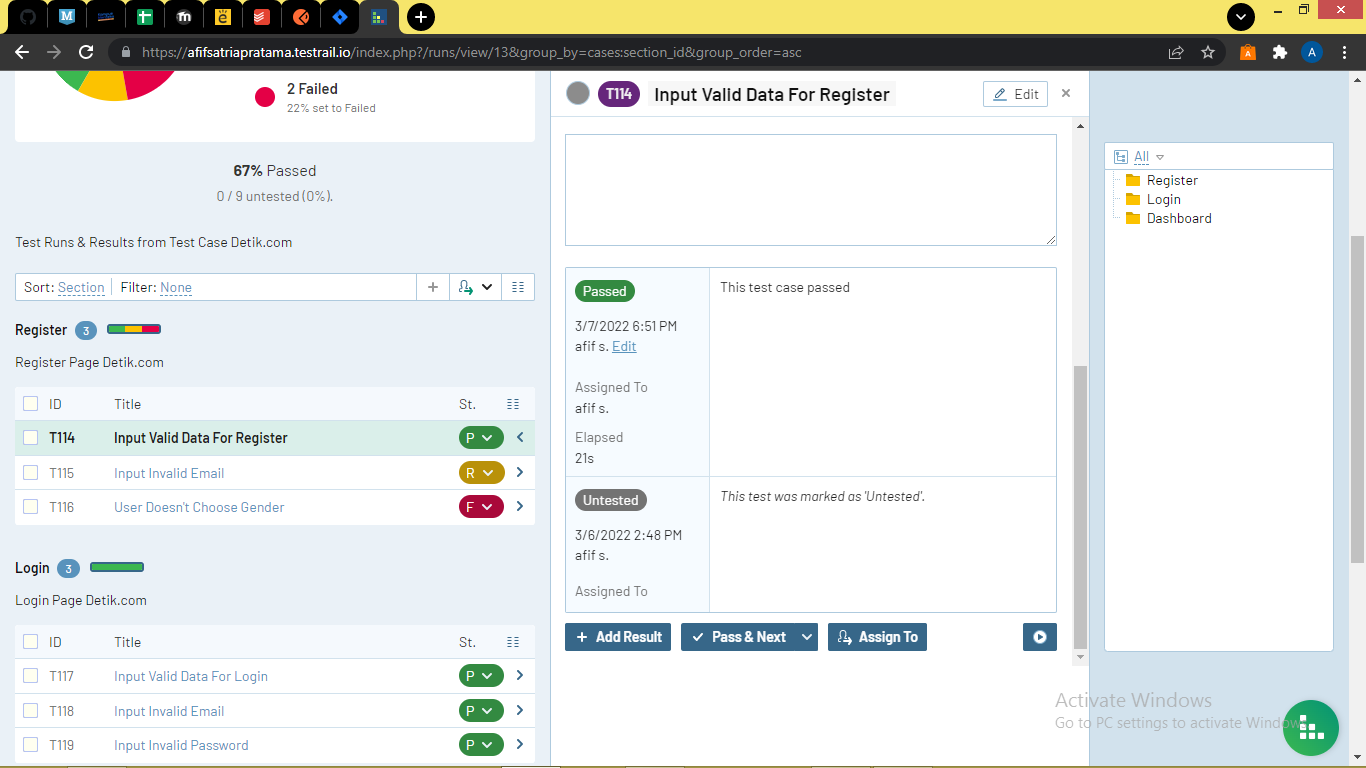 https://afifsatriapratama.testrail.io/index.php?/runs/view/13&group_by=cases:section_id&group_order=asc
A
2 Failed
22% set to Failed
67% Passed
0 / 9 untested (0%).
Test Runs & Results from Test Case Detik.com
Sort: Section Filter: None
Register 3
Register Page Detik.com
ID Title St.
T114 Input Valid Data For Register P
T115 Input Invalid Email R
T116 User Doesn't Choose Gender F
Login 3
Login Page Detik.com
ID Title St.
T117 Input Valid Data For Login P
T118 Input Invalid Email P
T119 Input Invalid Password P
T114 Input Valid Data For Register Edit
Passed
3/7/2022 6:51 PM
afif s. Edit
Assigned To
afif s.
Elapsed
21s
This test case passed
Untested
3/6/2022 2:48 PM
afif s.
Assigned To
This test was marked as 'Untested'.
+ Add Result Pass & Next Assign To
All
Register
Login
Dashboard
Activate Windows
Go to PC settings to activate Windows.